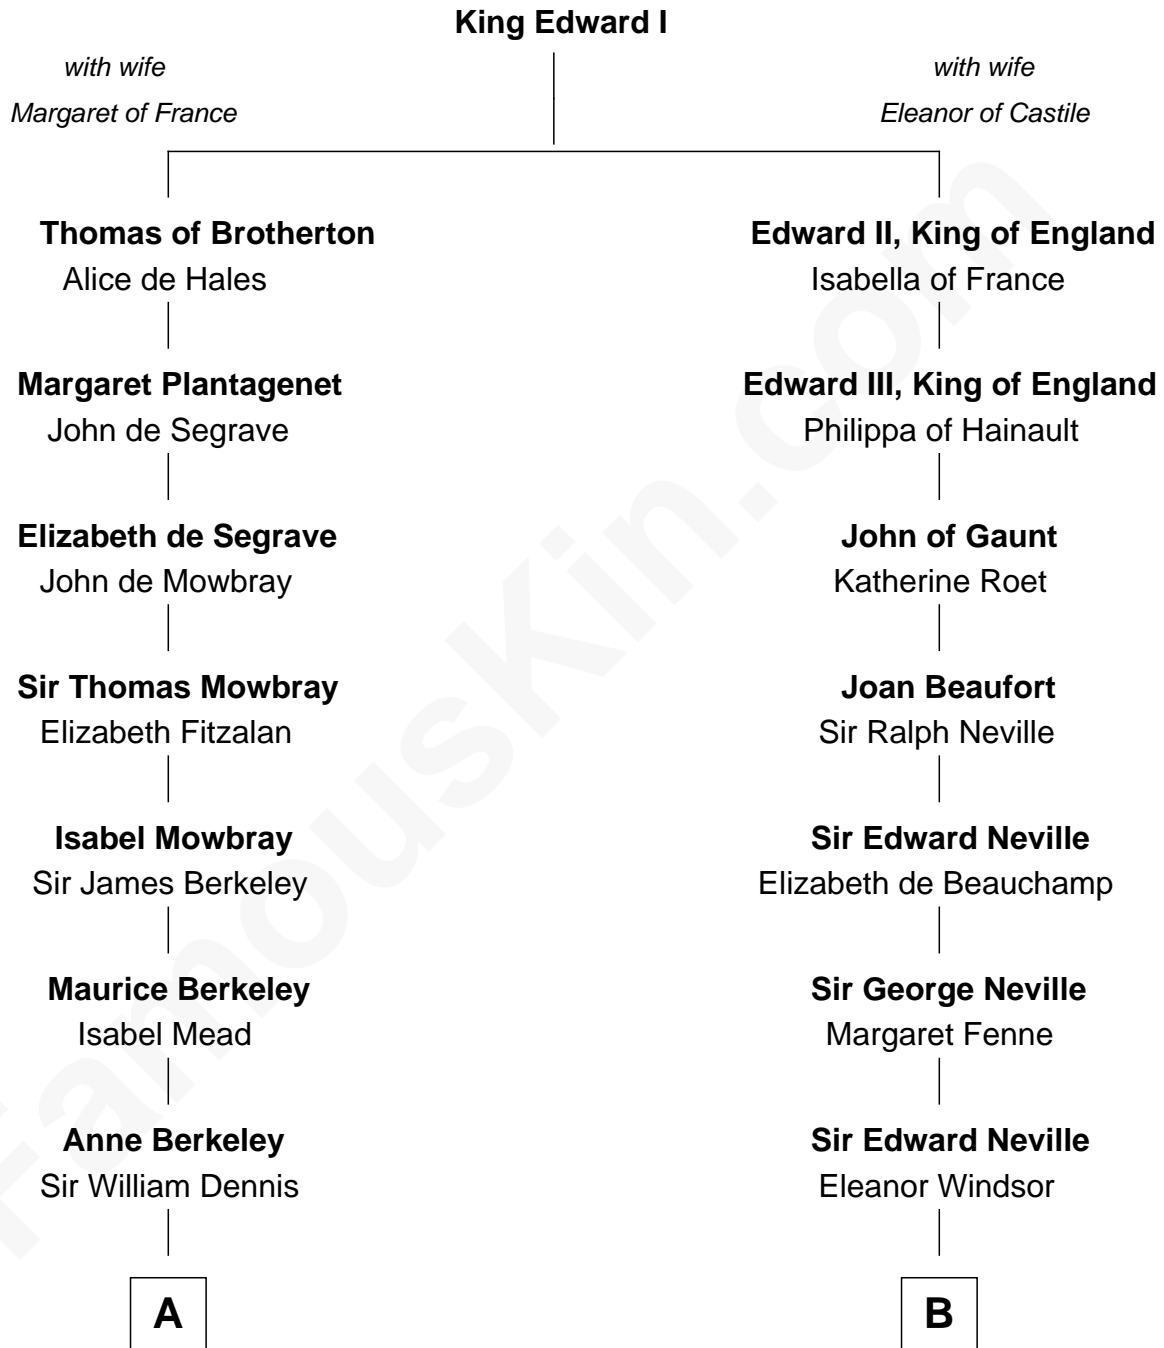 King Edward I
with wife
Margaret of France
with wife
Eleanor of Castile
Thomas of Brotherton
Alice de Hales
Edward II, King of England
Isabella of France
Margaret Plantagenet
John de Segrave
Edward III, King of England
Philippa of Hainault
Elizabeth de Segrave
John de Mowbray
John of Gaunt
Katherine Roet
Sir Thomas Mowbray
Elizabeth Fitzalan
Joan Beaufort
Sir Ralph Neville
Isabel Mowbray
Sir James Berkeley
Sir Edward Neville
Elizabeth de Beauchamp
Maurice Berkeley
Isabel Mead
Sir George Neville
Margaret Fenne
Anne Berkeley
Sir William Dennis
Sir Edward Neville
Eleanor Windsor
A
B
FamousKin.com